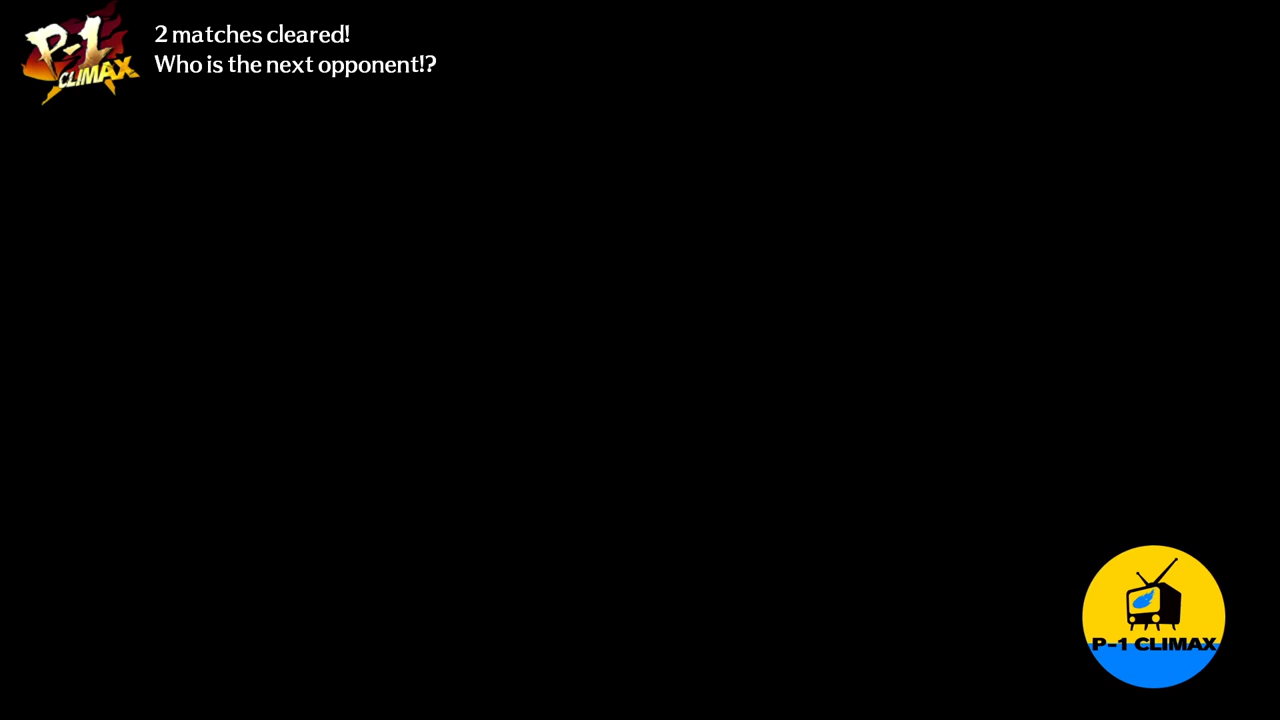 P-1
CLIMAX
2 matches cleared!
Who is the next opponent!?
P-1 CLIMAX